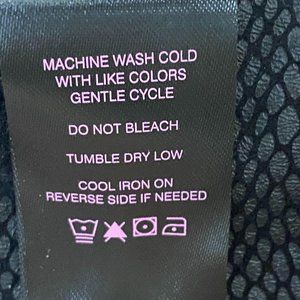 MACHINE WASH COLD
WITH LIKE COLORS
GENTLE CYCLE
DO NOT BLEACH
TUMBLE DRY LOW
COOL IRON ON
REVERSE SIDE IF NEEDED